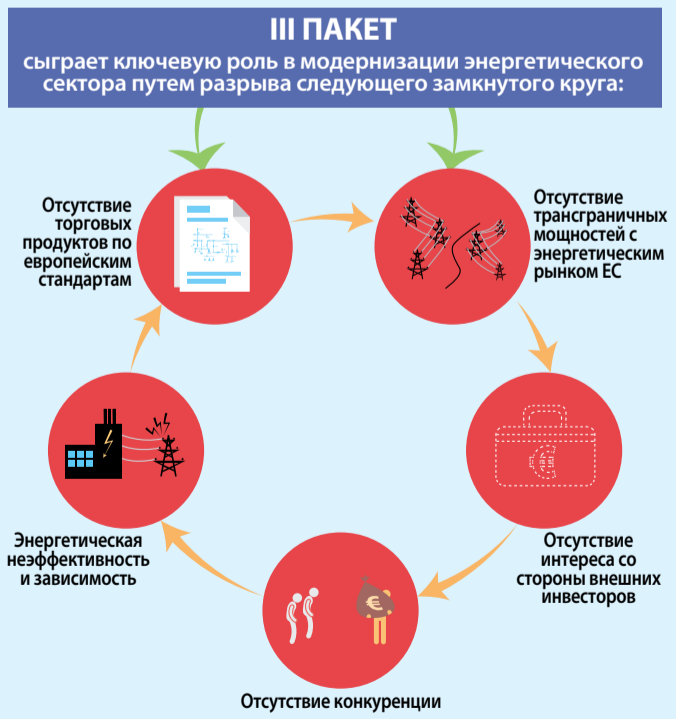 III ПАКЕТ
сыграет ключевую роль в модернизации энергетического
сектора путем разрыва следующего замкнутого круга:
Отсутствие
торговых
продуктов по
европейским
стандартам
Отсутствие
трансграничных
мощностей с
энергетическим
рынком ЕС
Энергетическая
неэффективность
и зависимость
Отсутствие
интереса со
стороны внешних
инвесторов
Отсутствие конкуренции